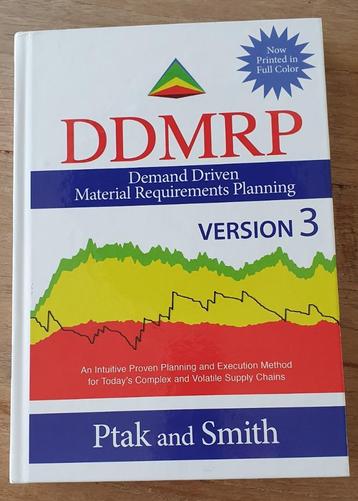 Now
Printed in
Full Color
DDMRP
Demand Driven
Material Requirements Planning
VERSION 3
An Intuitive Proven Planning and Execution Method
for Today's Complex and Volatile Supply Chains
Ptak and Smith